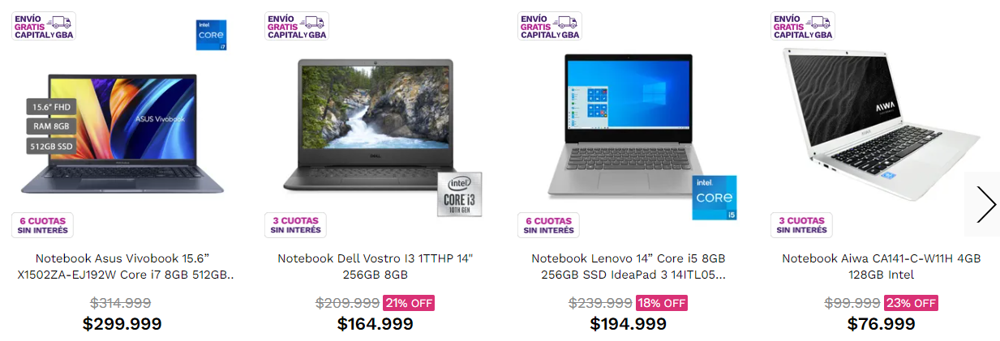 ENVÍO
GRATIS
CAPITAL Y GBA
intel
CORE
i7
15.6” FHD
RAM 8GB
512GB SSD
ASUS Vivobook
6 CUOTAS
SIN INTERÉS
Notebook Asus Vivobook 15.6”
X1502ZA-EJ192W Core i7 8GB 512GB..
$314.999
$299.999
ENVÍO
GRATIS
CAPITAL Y GBA
DELL
intel
CORE i3
10TH GEN
3 CUOTAS
SIN INTERÉS
Notebook Dell Vostro I3 1TTHP 14"
256GB 8GB
$209.999 21% OFF
$164.999
ENVÍO
GRATIS
CAPITAL Y GBA
intel
CORE
i5
6 CUOTAS
SIN INTERÉS
Notebook Lenovo 14” Core i5 8GB
256GB SSD IdeaPad 3 14ITL05...
$239.999 18% OFF
$194.999
ENVÍO
GRATIS
CAPITAL Y GBA
AIWA
3 CUOTAS
SIN INTERÉS
Notebook Aiwa CA141-C-W11H 4GB
128GB Intel
$99.999 23% OFF
$76.999